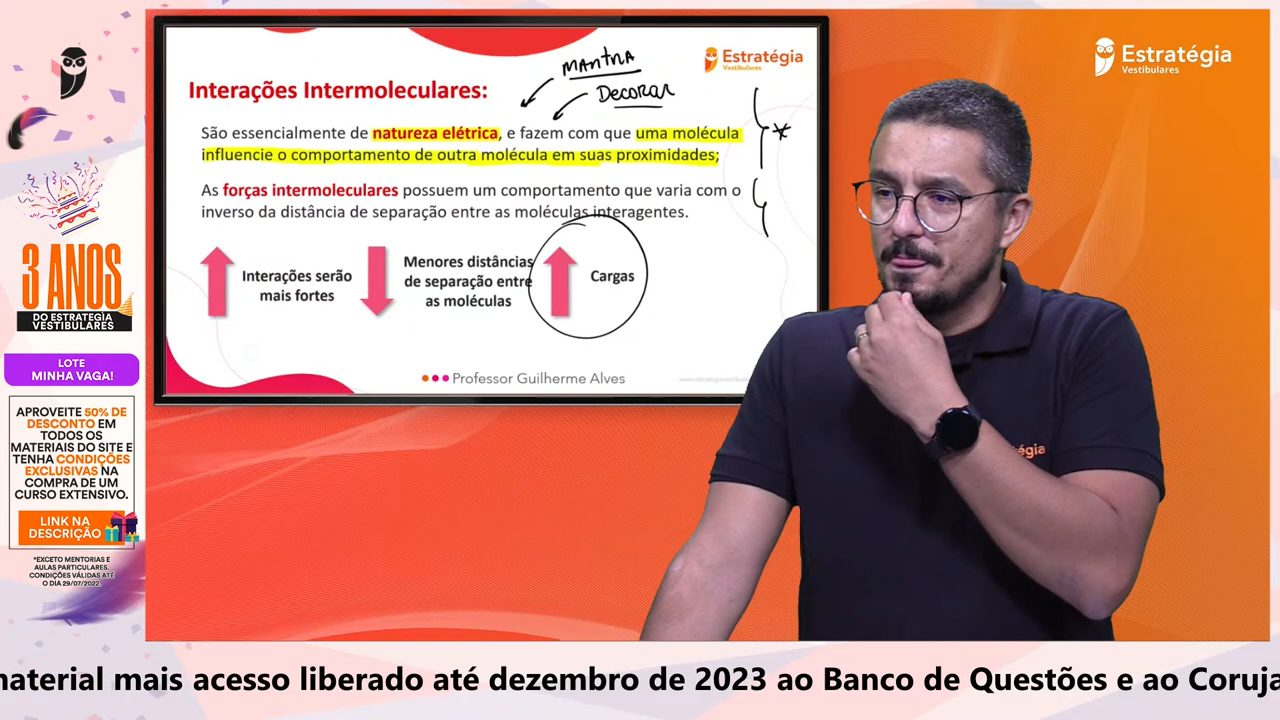 3 ANOS
DO ESTRATÉGIA
VESTIBULARES
LOTE
MINHA VAGA!
APROVEITE 50% DE
DESCONTO EM
TODOS OS
MATERIAIS DO SITE E
TENHA CONDIÇÕES
EXCLUSIVAS NA
COMPRA DE UM
CURSO EXTENSIVO.
LINK NA
DESCRIÇÃO
*EXCETO MENTORIAS E
AULAS PARTICULARES.
CONDIÇÕES VÁLIDAS ATÉ
O DIA 29/07/2022.
Estratégia
Vestibulares
MANTRA
Decorar
Interações Intermoleculares:
São essencialmente de natureza elétrica, e fazem com que uma molécula
influencie o comportamento de outra molécula em suas proximidades;
As forças intermoleculares possuem um comportamento que varia com o
inverso da distância de separação entre as moléculas interagentes.
Interações serão
mais fortes
Menores distâncias
de separação entre
as moléculas
Cargas
Professor Guilherme Alves
Estratégia
Vestibulares
égia
material mais acesso liberado até dezembro de 2023 ao Banco de Questões e ao Coruja